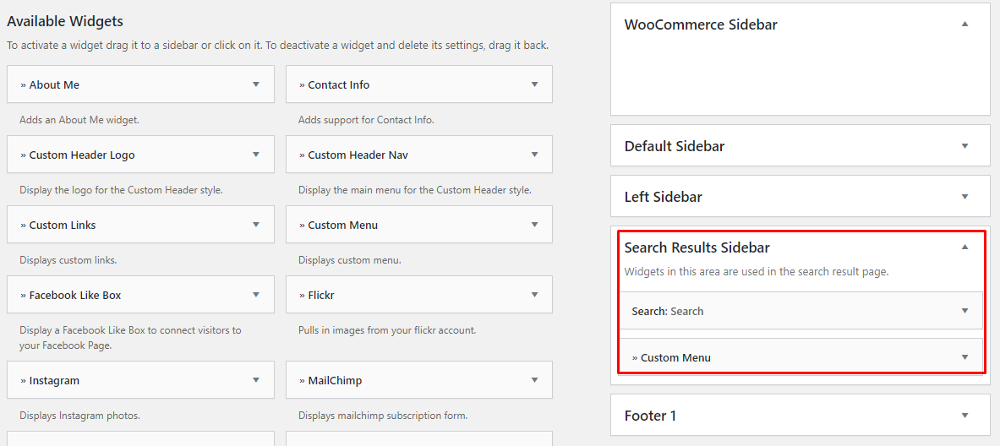 Available Widgets
To activate a widget drag it to a sidebar or click on it. To deactivate a widget and delete its settings, drag it back.
» About Me
Adds an About Me widget.
» Contact Info
Adds support for Contact Info.
» Custom Header Logo
Display the logo for the Custom Header style.
» Custom Header Nav
Display the main menu for the Custom Header style.
» Custom Links
Displays custom links.
» Custom Menu
Displays custom menu.
» Facebook Like Box
Display a Facebook Like Box to connect visitors to
your Facebook Page.
» Flickr
Pulls in images from your flickr account.
» Instagram
Displays Instagram photos.
» MailChimp
Displays mailchimp subscription form.
WooCommerce Sidebar
Default Sidebar
Left Sidebar
Search Results Sidebar
Widgets in this area are used in the search result page.
Search: Search
» Custom Menu
Footer 1